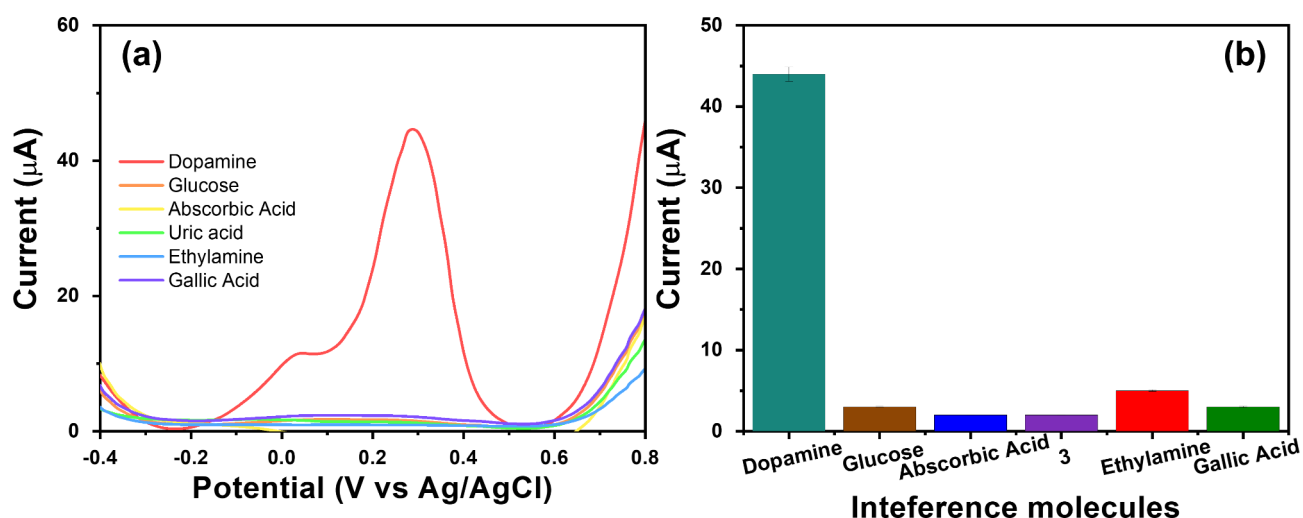 (a)
60
40
20
0
Current (μA)
Dopamine
Glucose
Abscorbic Acid
Uric acid
Ethylamine
Gallic Acid
-0.4 -0.2 0.0 0.2 0.4 0.6 0.8
Potential (V vs Ag/AgCl)
(b)
50
40
30
20
10
0
Current (μA)
Dopamine Glucose Abscorbic Acid 3 Ethylamine Gallic Acid
Inteference molecules